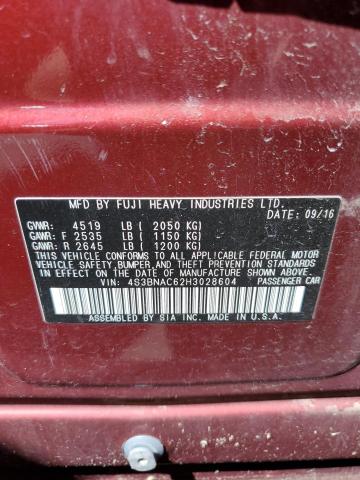 MFD BY FUJI HEAVY INDUSTRIES LTD.
DATE: 09/16
GVWR: 4519 LB ( 2050 KG)
GAWR: F 2535 LB ( 1150 KG)
GAWR: R 2645 LB ( 1200 KG)
THIS VEHICLE CONFORMS TO ALL APPLICABLE FEDERAL MOTOR
VEHICLE SAFETY, BUMPER, AND THEFT PREVENTION STANDARDS
IN EFFECT ON THE DATE OF MANUFACTURE SHOWN ABOVE.
VIN: 4S3BNAC62H3028604 PASSENGER CAR
ASSEMBLED BY SIA INC. MADE IN U.S.A.